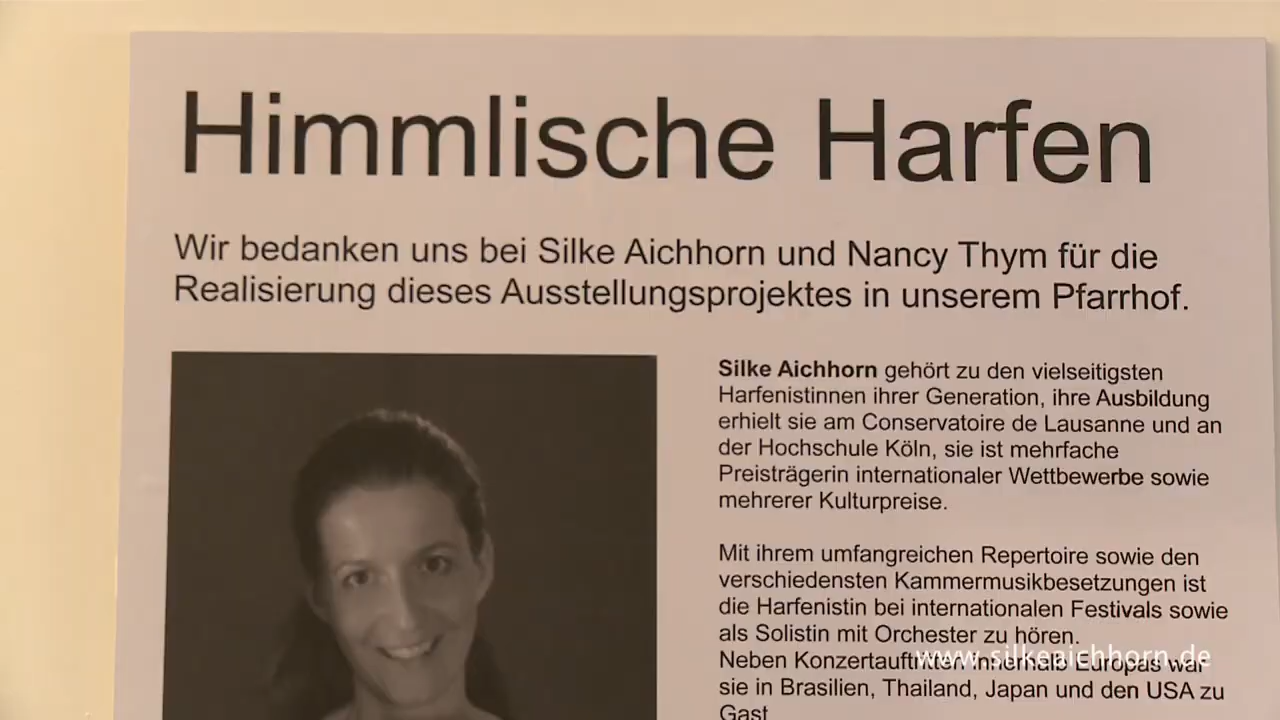 Himmlische Harfen
Wir bedanken uns bei Silke Aichhorn und Nancy Thym für die
Realisierung dieses Ausstellungsprojektes in unserem Pfarrhof.
Silke Aichhorn gehört zu den vielseitigsten
Harfenistinnen ihrer Generation, ihre Ausbildung
erhielt sie am Conservatoire de Lausanne und an
der Hochschule Köln, sie ist mehrfache
Preisträgerin internationaler Wettbewerbe sowie
mehrerer Kulturpreise.
Mit ihrem umfangreichen Repertoire sowie den
verschiedensten Kammermusikbesetzungen ist
die Harfenistin bei internationalen Festivals sowie
als Solistin mit Orchester zu hören.
Neben Konzertauftritten innerhalb Europas war
www.silkeaichhorn.de
sie in Brasilien, Thailand, Japan und den USA zu
Gast